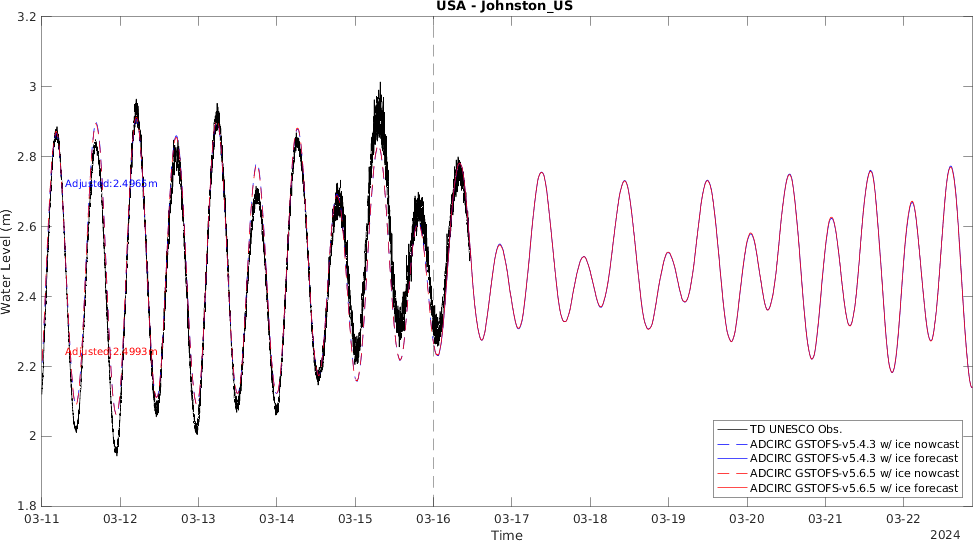 USA - Johnston_US
3.2
3
2.8
2.6
2.4
2.2
2
1.8
Water Level (m)
Adjusted:2.4965m
Adjusted:2.4993m
TD UNESCO Obs.
ADCIRC GSTOFS-v5.4.3 w/ ice nowcast
ADCIRC GSTOFS-v5.4.3 w/ ice forecast
ADCIRC GSTOFS-v5.6.5 w/ ice nowcast
ADCIRC GSTOFS-v5.6.5 w/ ice forecast
03-11 03-12 03-13 03-14 03-15 03-16 03-17 03-18 03-19 03-20 03-21 03-22
Time
2024